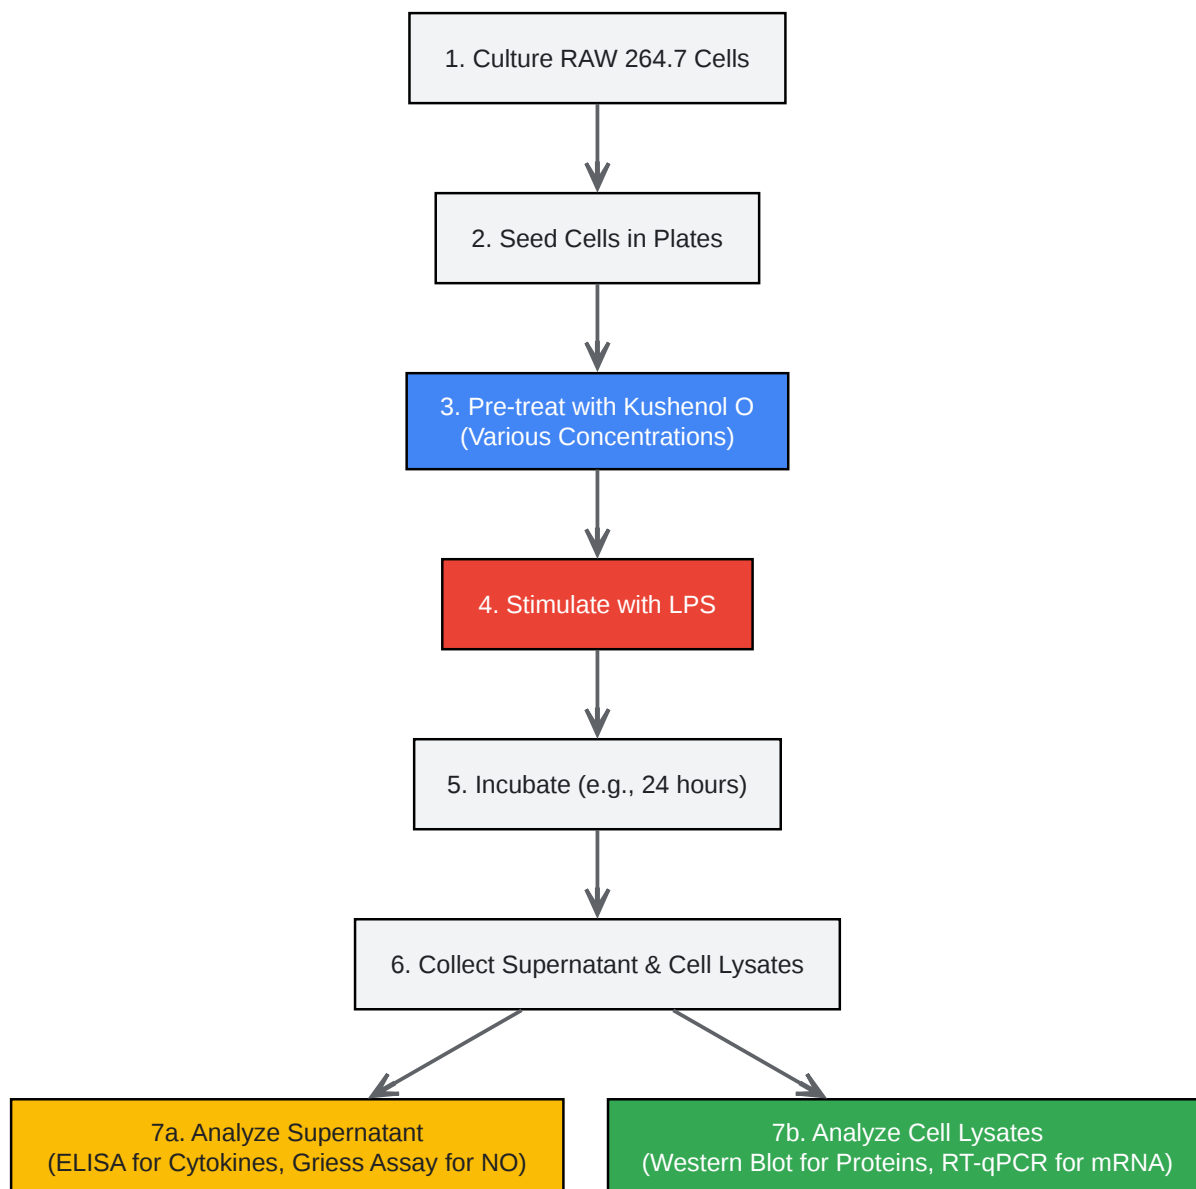 1. Culture RAW 264.7 Cells
2. Seed Cells in Plates
3. Pre-treat with Kushenol O
(Various Concentrations)
4. Stimulate with LPS
5. Incubate (e.g., 24 hours)
6. Collect Supernatant & Cell Lysates
7a. Analyze Supernatant
(ELISA for Cytokines, Griess Assay for NO)
7b. Analyze Cell Lysates
(Western Blot for Proteins, RT-qPCR for mRNA)